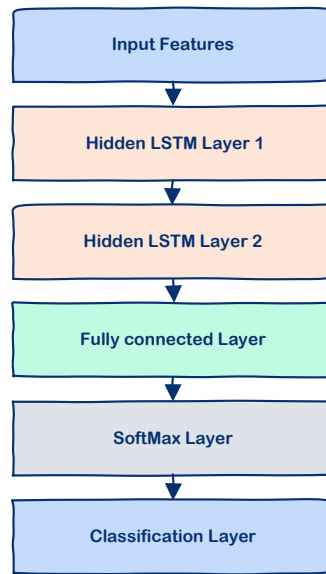 Input Features
Hidden LSTM Layer 1
Hidden LSTM Layer 2
Fully connected Layer
SoftMax Layer
Classification Layer